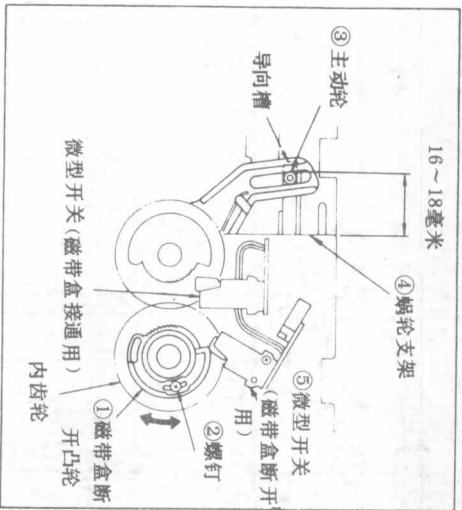 16～18毫米
③主动轮
导向槽
④蜗轮支架
微型开关(磁带盒接通用)
⑤微型开关
(磁带盒断开
用)
②螺钉
①磁带盒断
开凸轮
内齿轮